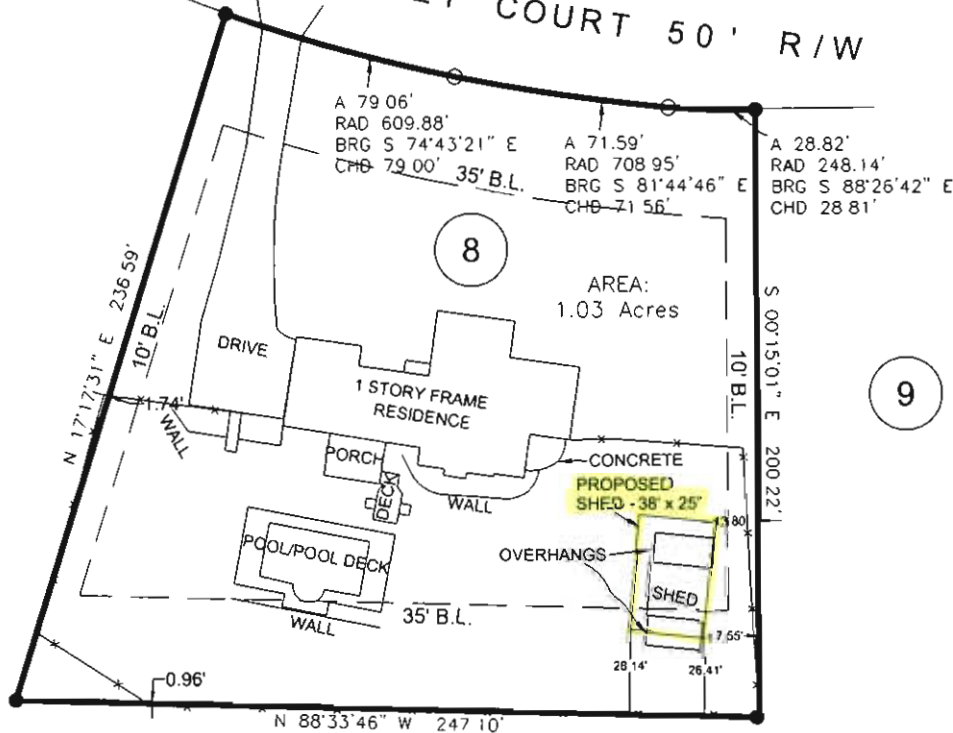 COURT 50' R/W
A 79 06'
RAD 609.88'
BRG S 74°43'21" E
CHD 79.00'
35' B.L.
A 71.59'
RAD 708 95'
BRG S 81°44'46" E
CHD 71 56'
A 28.82'
RAD 248.14'
BRG S 88°26'42" E
CHD 28 81'
8
AREA:
1.03 Acres
N 17°17'31" E 236 59'
10' B.L.
DRIVE
1 STORY FRAME
RESIDENCE
10' B.L.
S 00°15'01" E 200 22'
9
1.74'
WALL
PORCH
DECK
WALL
CONCRETE
PROPOSED
SHED - 38' x 25'
13.80'
OVERHANGS
POOL/POOL DECK
SHED
WALL
35' B.L.
7.55'
28.14'
26.41'
0.96'
N 88°33'46" W 247 10'